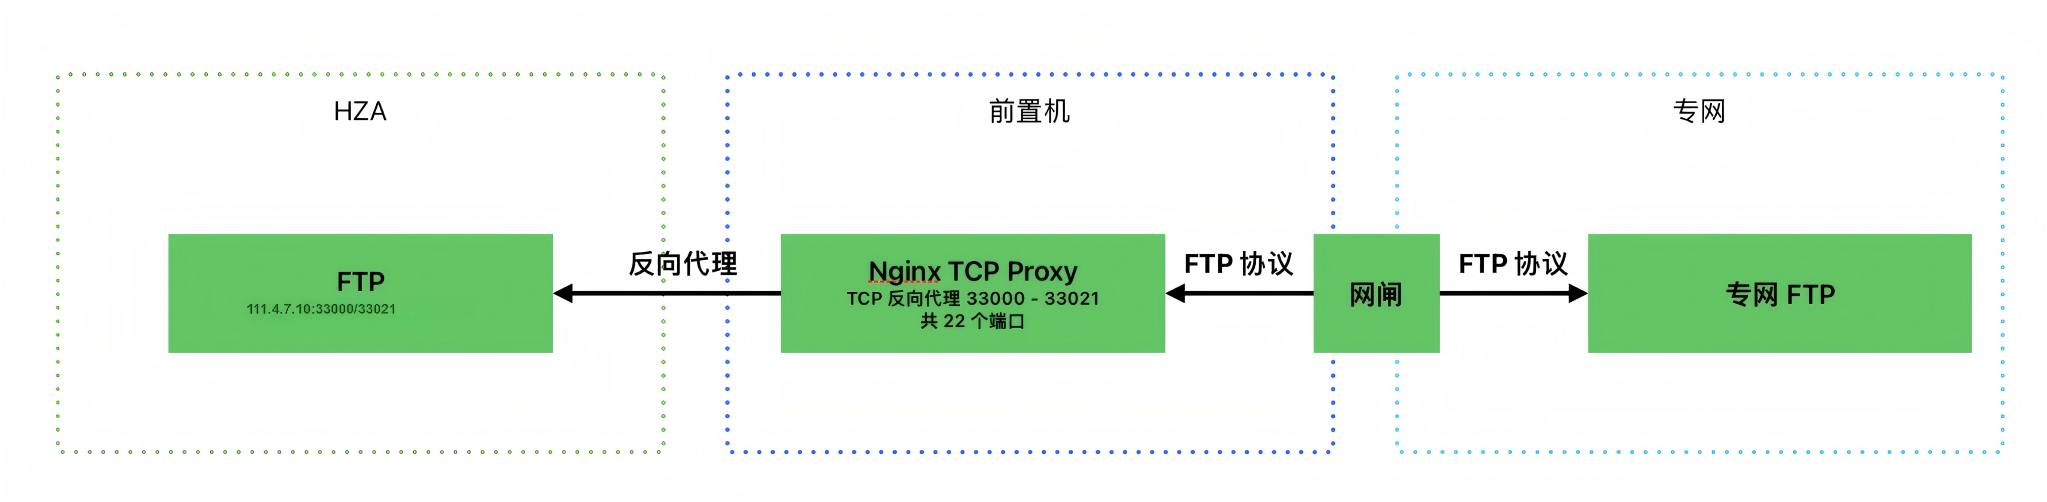 HZA
前置机
专网
FTP
111.4.7.10:33000/33021
反向代理
Nginx TCP Proxy
TCP 反向代理 33000 - 33021
共 22 个端口
FTP 协议
网闸
FTP 协议
专网 FTP